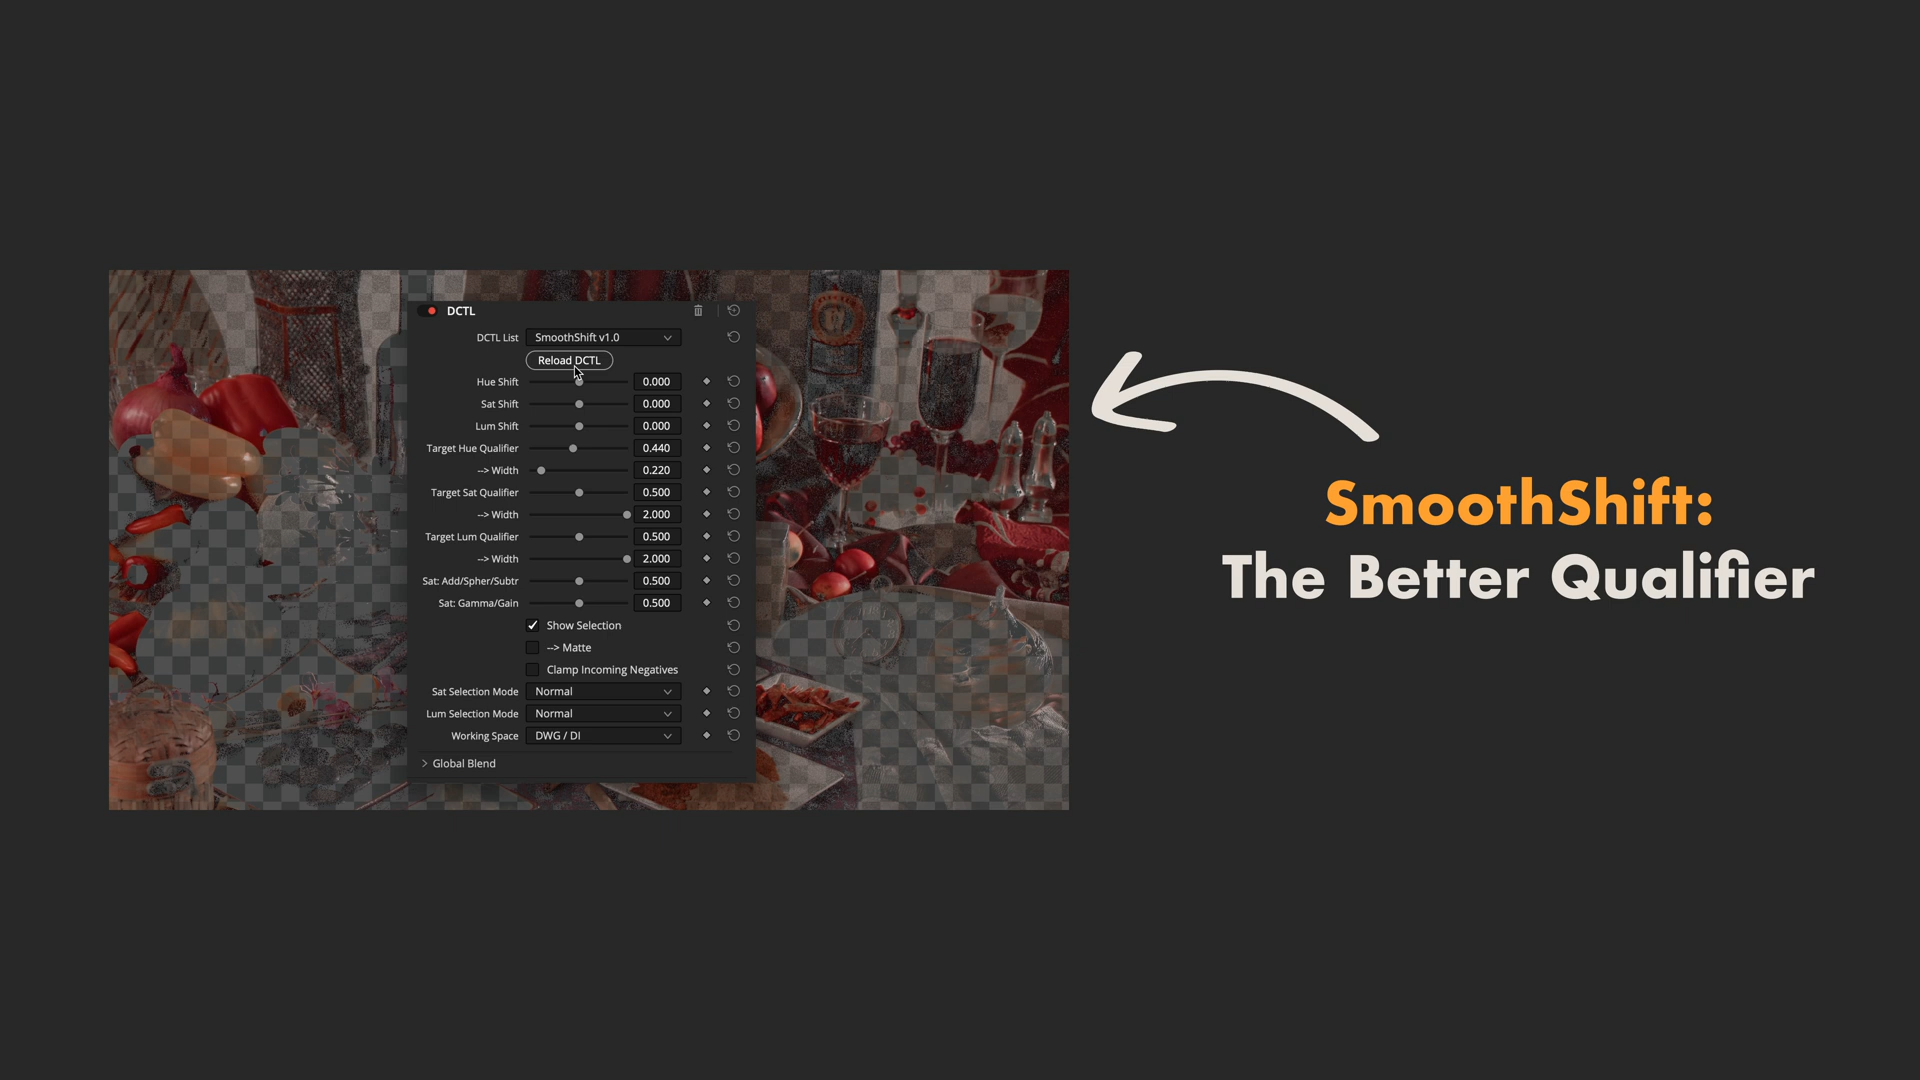 DCTL
DCTL List SmoothShift v1.0
Reload DCTL
Hue Shift 0.000
Sat Shift 0.000
Lum Shift 0.000
Target Hue Qualifier 0.440
--> Width 0.220
Target Sat Qualifier 0.500
--> Width 2.000
Target Lum Qualifier 0.500
--> Width 2.000
Sat: Add/Spher/Subtr 0.500
Sat: Gamma/Gain 0.500
Show Selection
--> Matte
Clamp Incoming Negatives
Sat Selection Mode Normal
Lum Selection Mode Normal
Working Space DWG / DI
Global Blend
SmoothShift:
The Better Qualifier